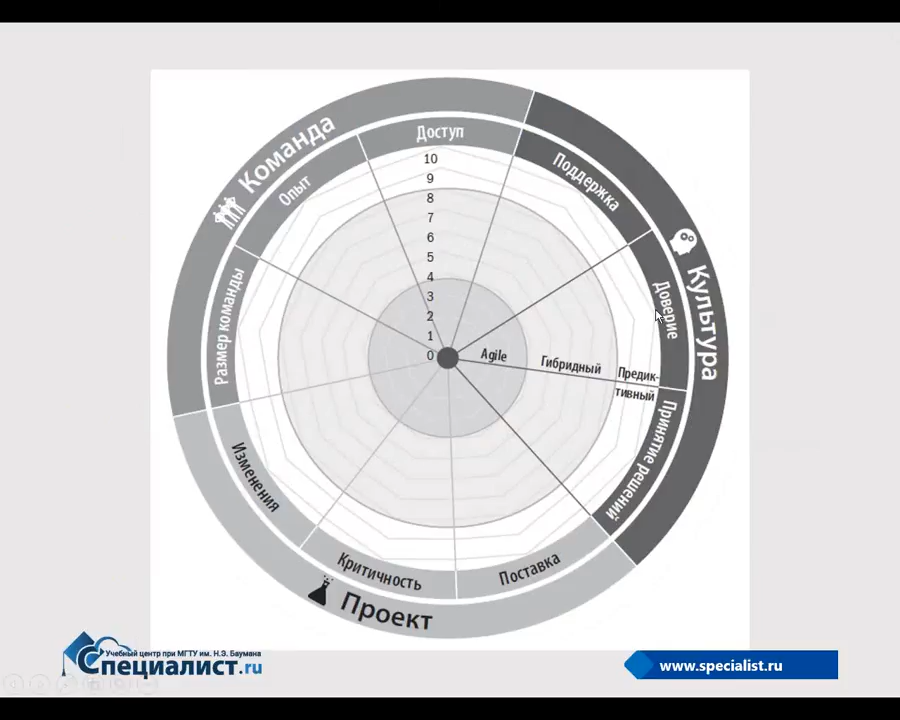 Команда
Культура
Проект
Доступ
Поддержка
Доверие
Принятие решений
Поставка
Критичность
Изменения
Размер команды
Опыт
10
9
8
7
6
5
4
3
2
1
0
Agile
Гибридный
Предик-
тивный
Учебный центр при МГТУ им. Н.Э. Баумана
Специалист.ru
www.specialist.ru